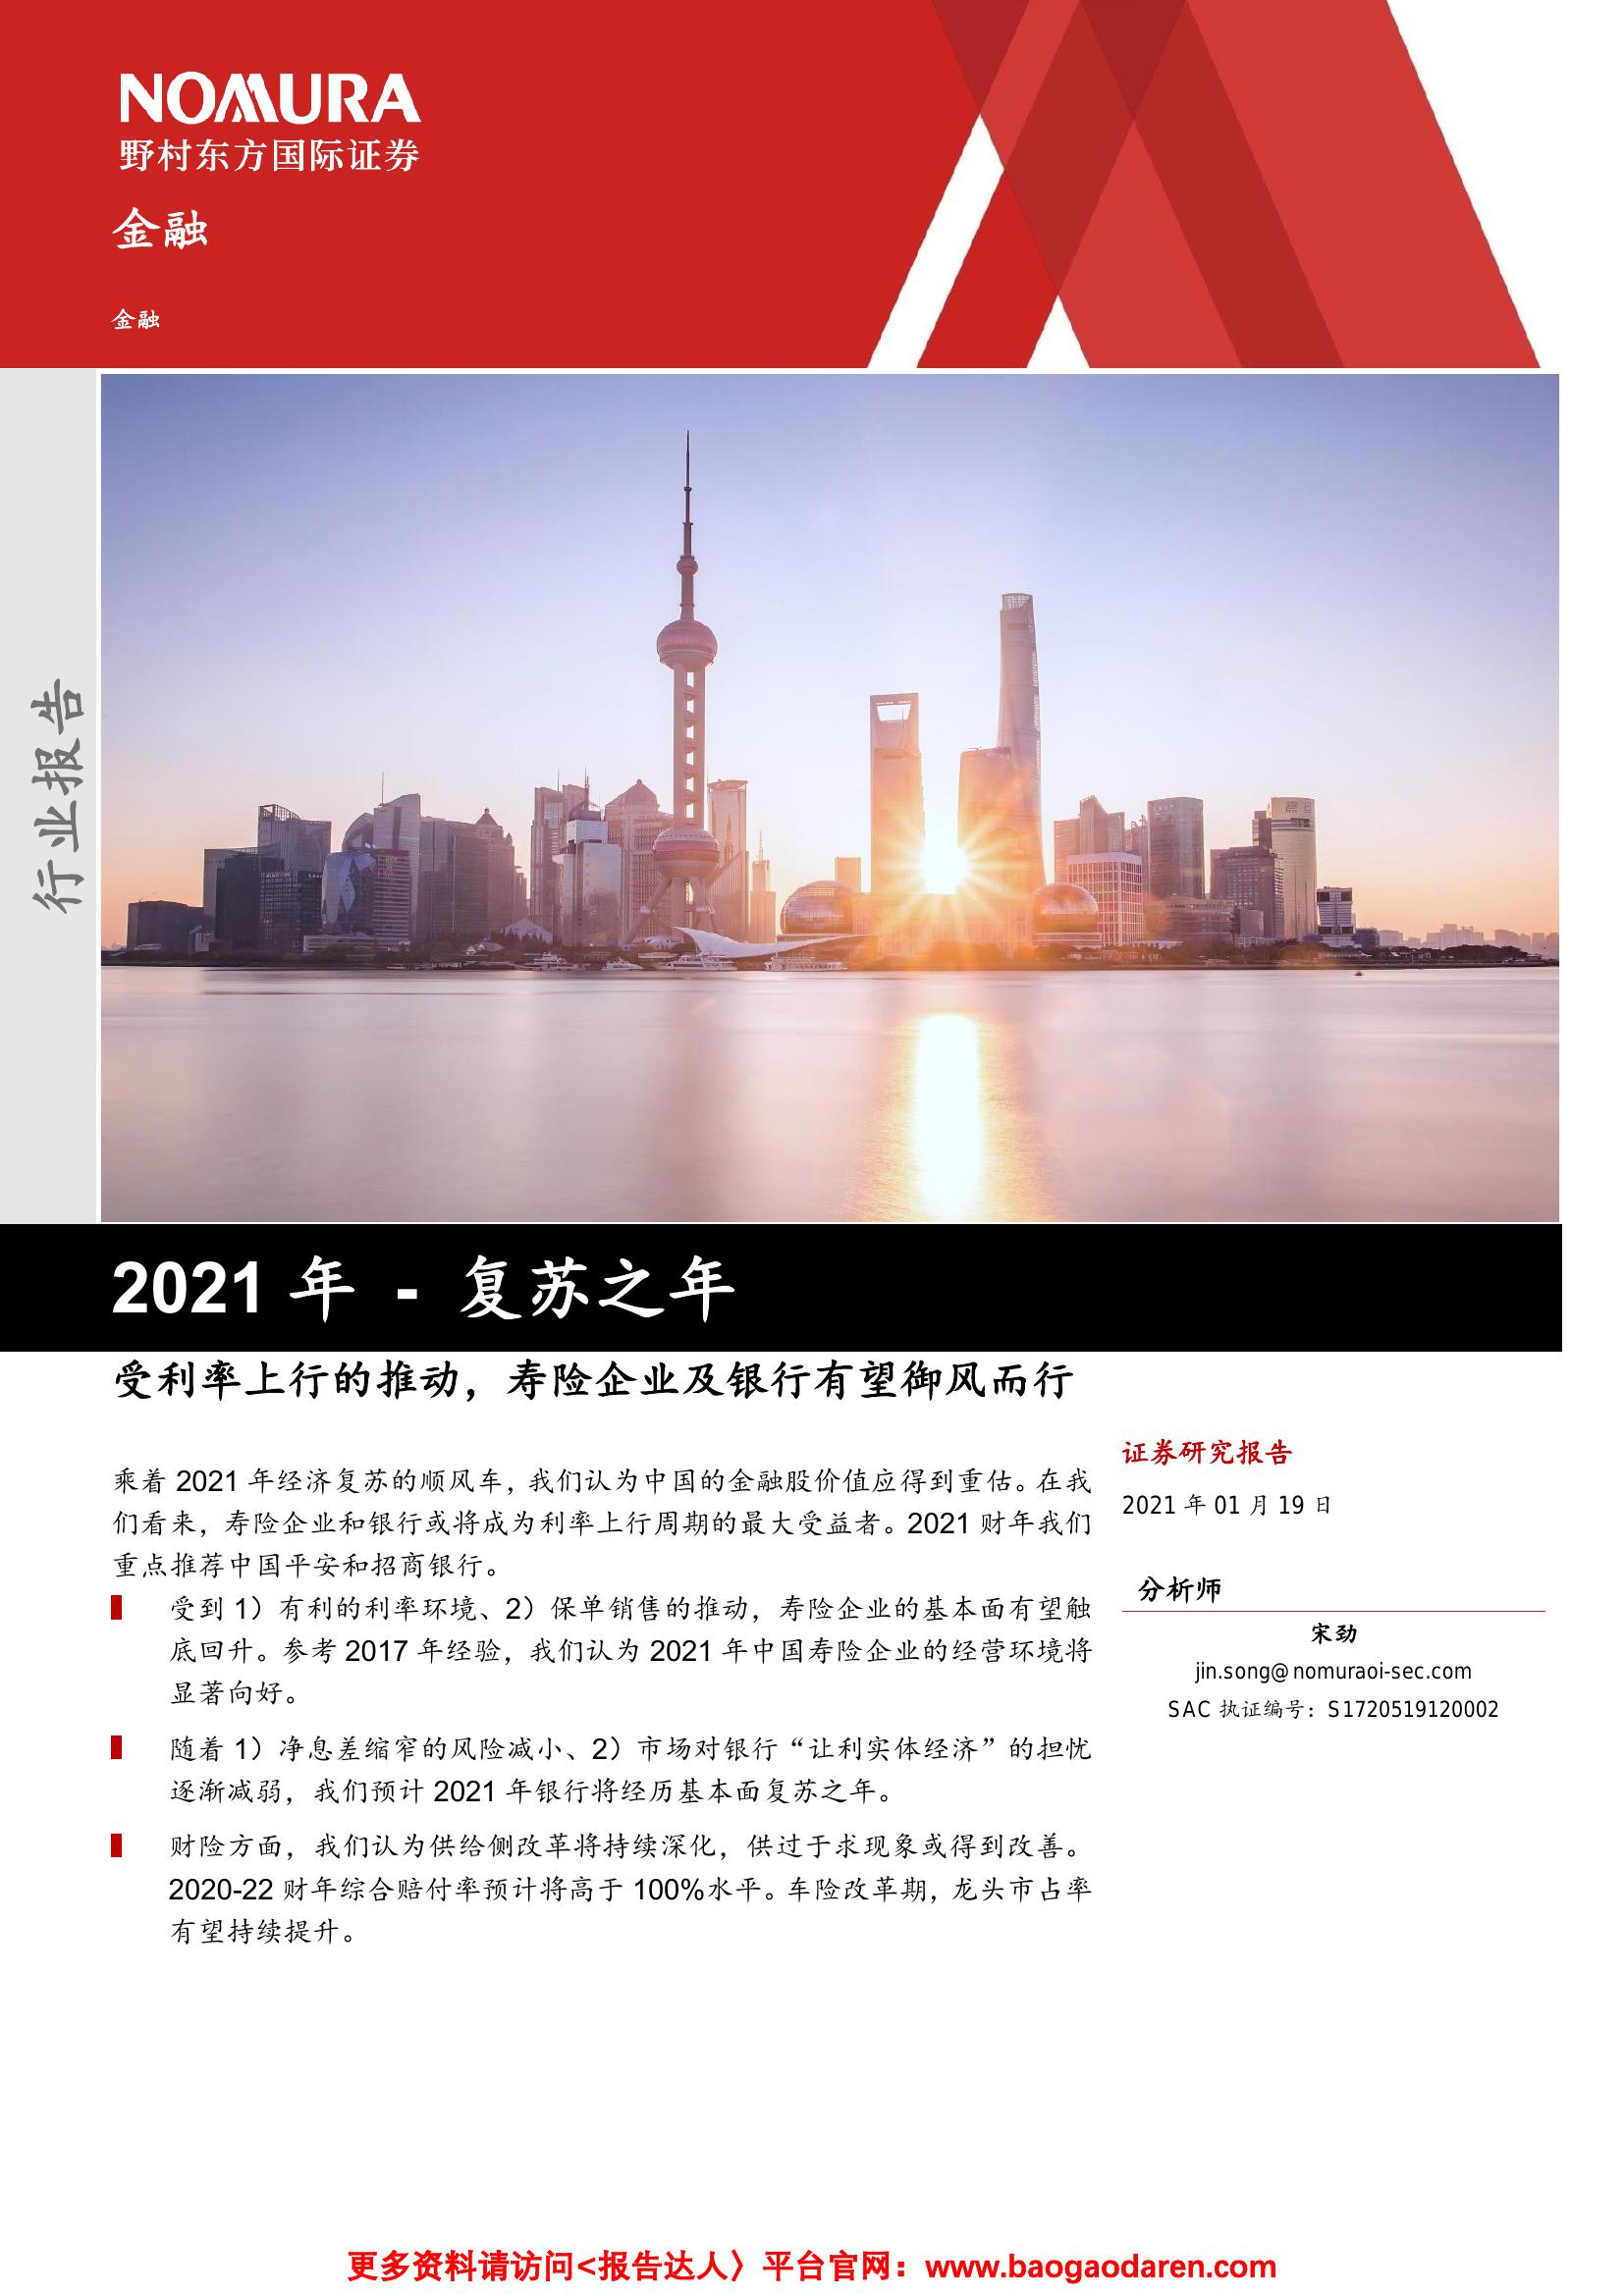 NOMURA
野村东方国际证券
金融
金融
行业报告
2021 年 - 复苏之年
受利率上行的推动，寿险企业及银行有望御风而行
乘着 2021 年经济复苏的顺风车，我们认为中国的金融股价值应得到重估。在我
们看来，寿险企业和银行或将成为利率上行周期的最大受益者。2021 财年我们
重点推荐中国平安和招商银行。
受到 1）有利的利率环境、2）保单销售的推动，寿险企业的基本面有望触
底回升。参考 2017 年经验，我们认为 2021 年中国寿险企业的经营环境将
显著向好。
随着 1）净息差缩窄的风险减小、2）市场对银行“让利实体经济”的担忧
逐渐减弱，我们预计 2021 年银行将经历基本面复苏之年。
财险方面，我们认为供给侧改革将持续深化，供过于求现象或得到改善。
2020-22 财年综合赔付率预计将高于 100%水平。车险改革期，龙头市占率
有望持续提升。
证券研究报告
2021 年 01 月 19 日
分析师
宋劲
jin.song@nomuraoi-sec.com
SAC 执证编号：S1720519120002
更多资料请访问<报告达人〉平台官网：www.baogaodaren.com